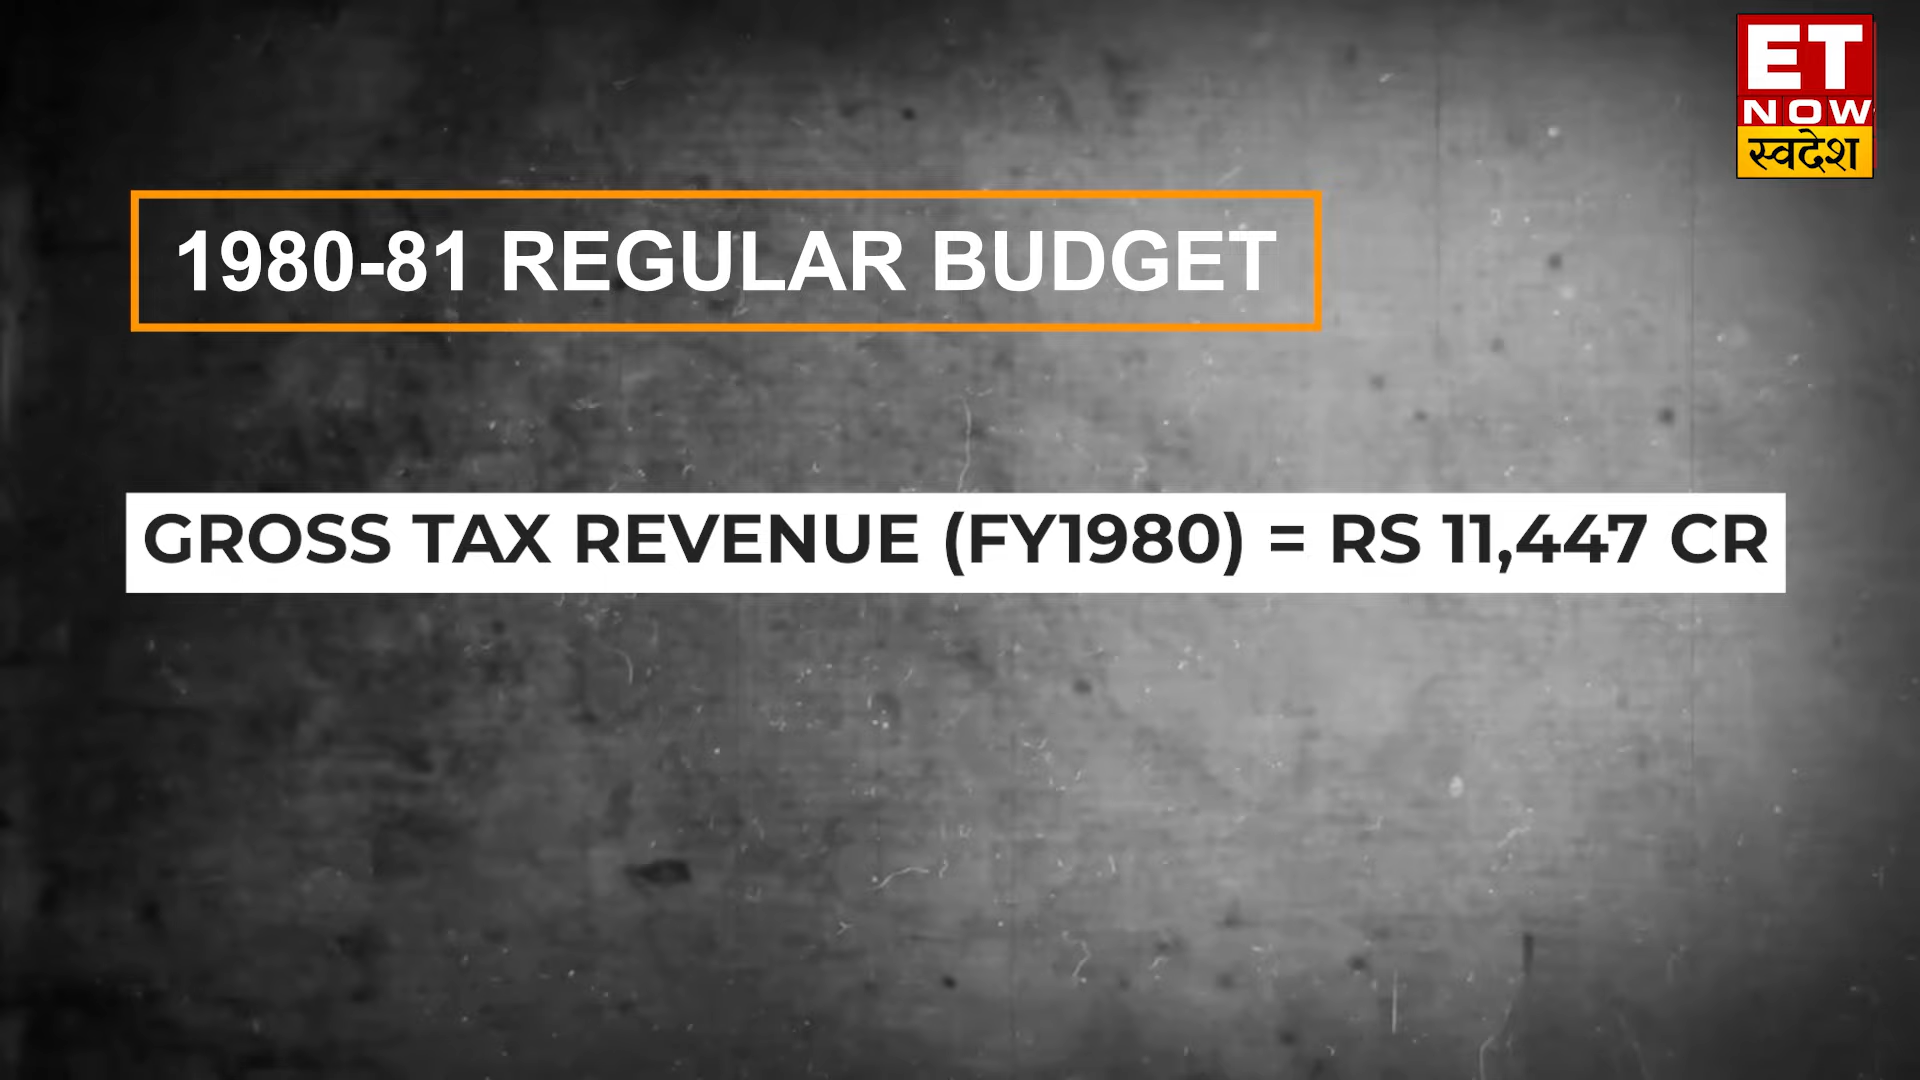 ET
NOW
स्वदेश
1980-81 REGULAR BUDGET
GROSS TAX REVENUE (FY1980) = RS 11,447 CR